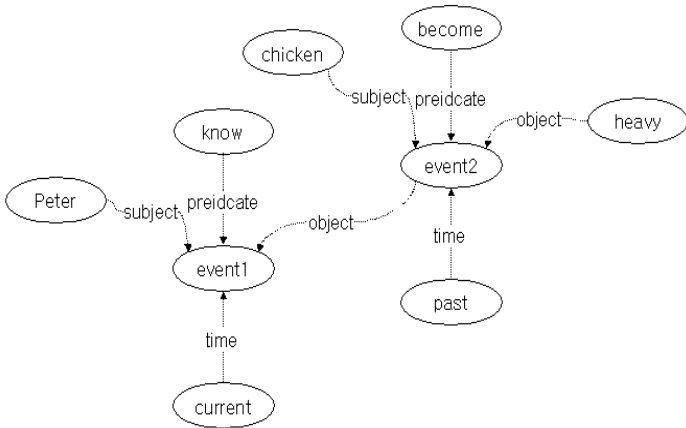 become
chicken
subject
preidcate
object
heavy
know
event2
Peter
subject
preidcate
object
time
event1
past
time
current